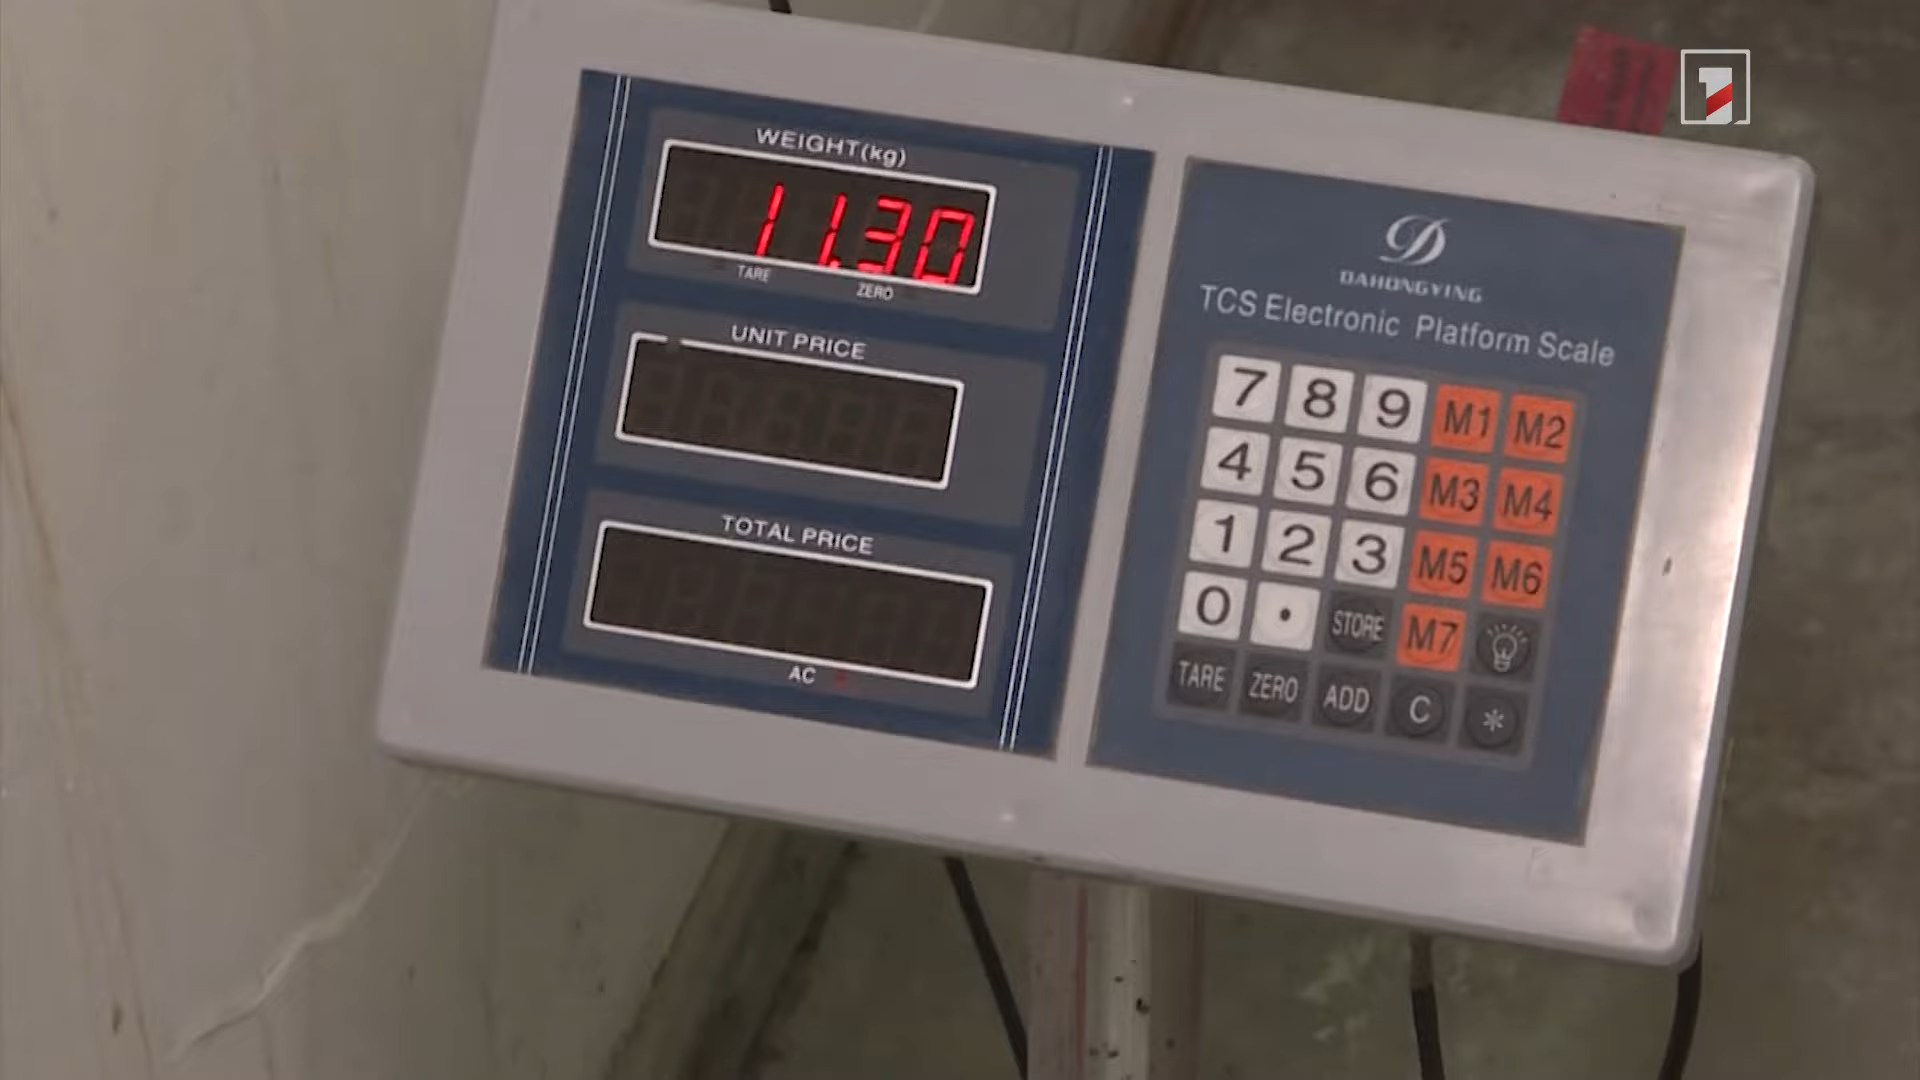 WEIGHT(kg)
11.30
TARE
ZERO
UNIT PRICE
TOTAL PRICE
AC
DAHONGYING
TCS Electronic Platform Scale
7 8 9 M1 M2
4 5 6 M3 M4
1 2 3 M5 M6
0 . STORE M7
TARE ZERO ADD C *
1